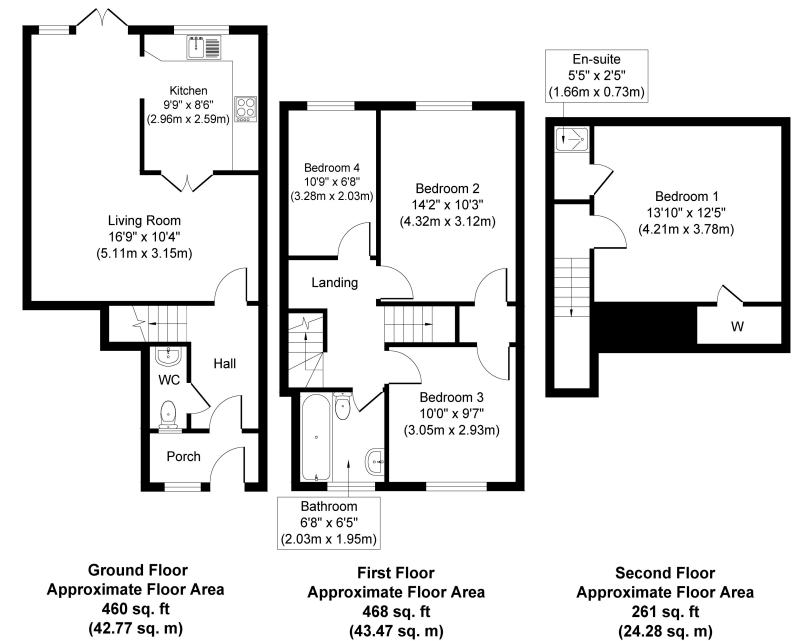 Kitchen
9'9" x 8'6"
(2.96m x 2.59m)
Living Room
16'9" x 10'4"
(5.11m x 3.15m)
Hall
WC
Porch
Ground Floor
Approximate Floor Area
460 sq. ft
(42.77 sq. m)
Bedroom 4
10'9" x 6'8"
(3.28m x 2.03m)
Bedroom 2
14'2" x 10'3"
(4.32m x 3.12m)
Landing
Bedroom 3
10'0" x 9'7"
(3.05m x 2.93m)
Bathroom
6'8" x 6'5"
(2.03m x 1.95m)
First Floor
Approximate Floor Area
468 sq. ft
(43.47 sq. m)
En-suite
5'5" x 2'5"
(1.66m x 0.73m)
Bedroom 1
13'10" x 12'5"
(4.21m x 3.78m)
W
Second Floor
Approximate Floor Area
261 sq. ft
(24.28 sq. m)